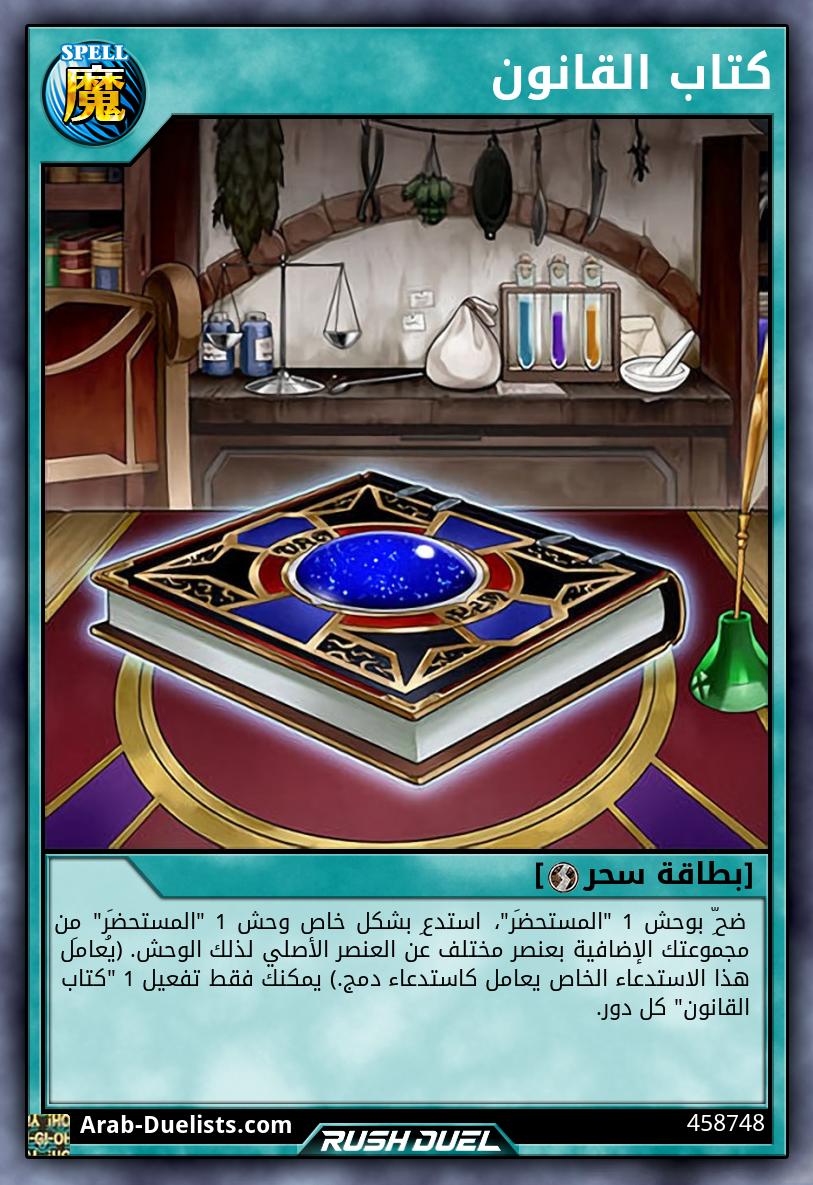 SPELL
魔
كتاب القانون
[بطاقة سحر]
ضحِّ بوحش 1 "المستحضَر"، استدعِ بشكل خاص وحش 1 "المستحضَر" من
مجموعتك الإضافية بعنصر مختلف عن العنصر الأصلي لذلك الوحش. (يُعامَل
هذا الاستدعاء الخاص يعامل كاستدعاء دمج.) يمكنك فقط تفعيل 1 "كتاب
القانون" كل دور.
Arab-Duelists.com
RUSH DUEL
458748